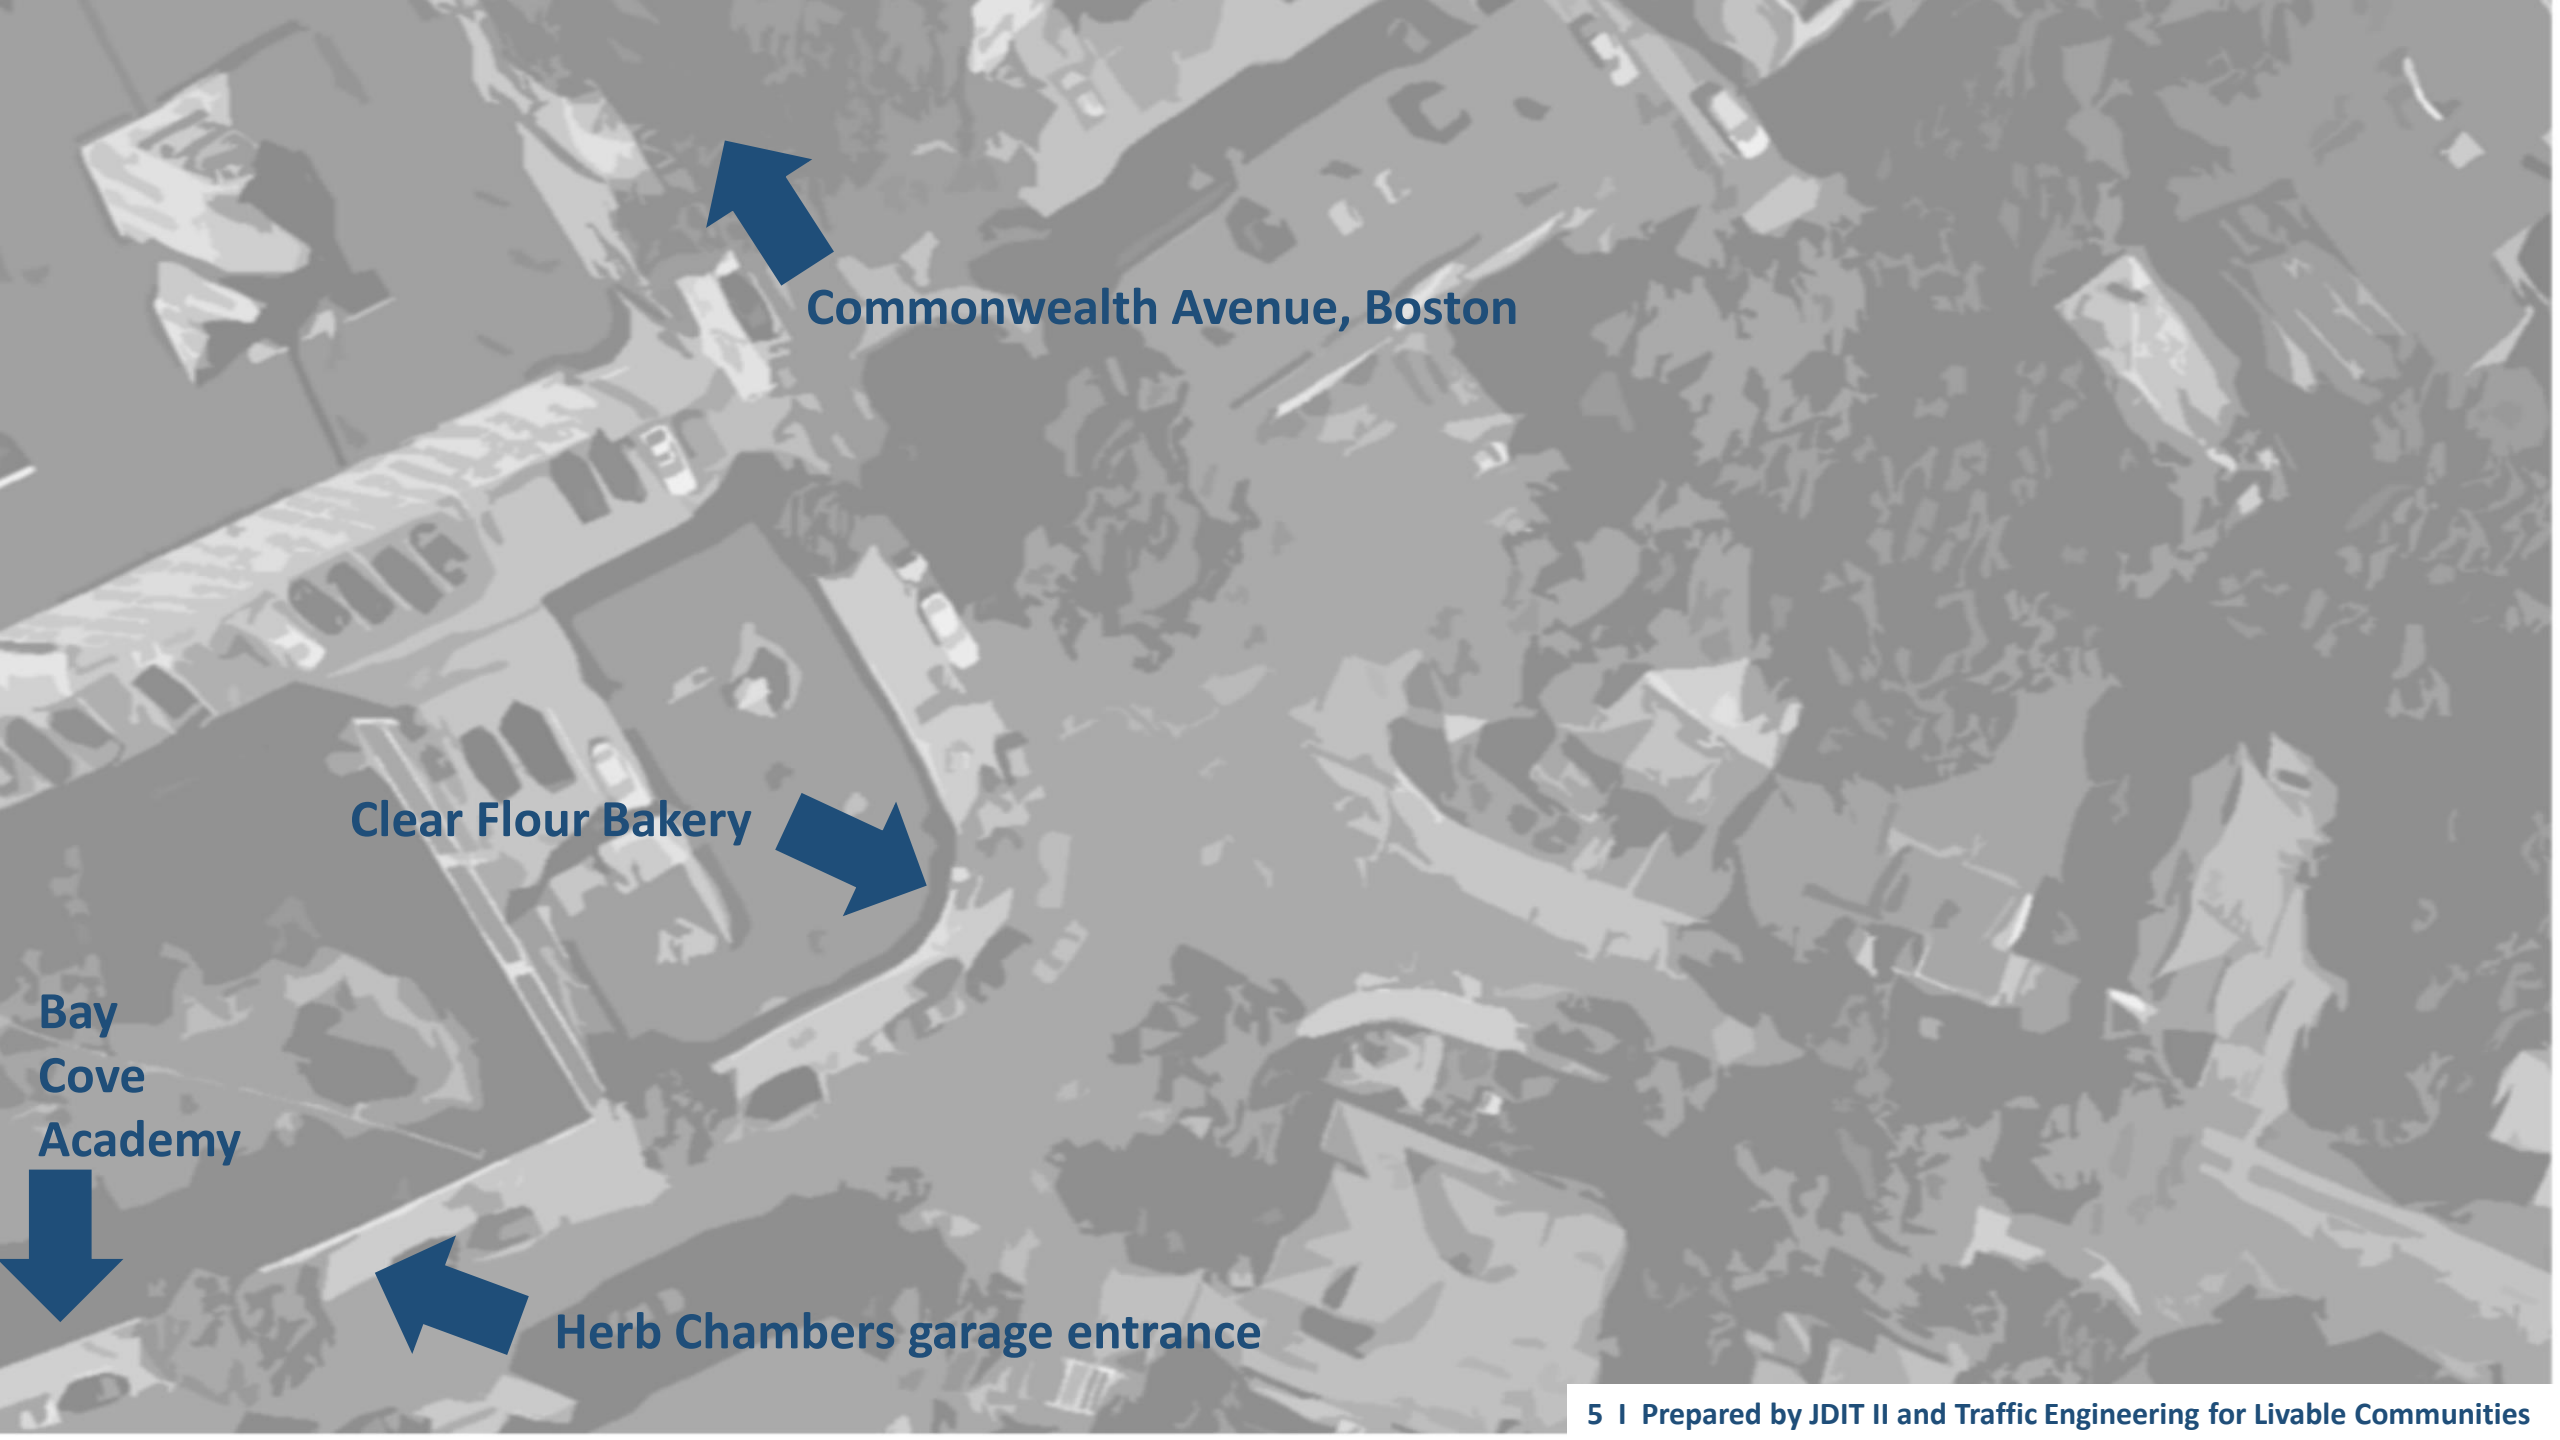 Commonwealth Avenue, Boston
Clear Flour Bakery
Bay
Cove
Academy
Herb Chambers garage entrance
5 I Prepared by JDIT II and Traffic Engineering for Livable Communities